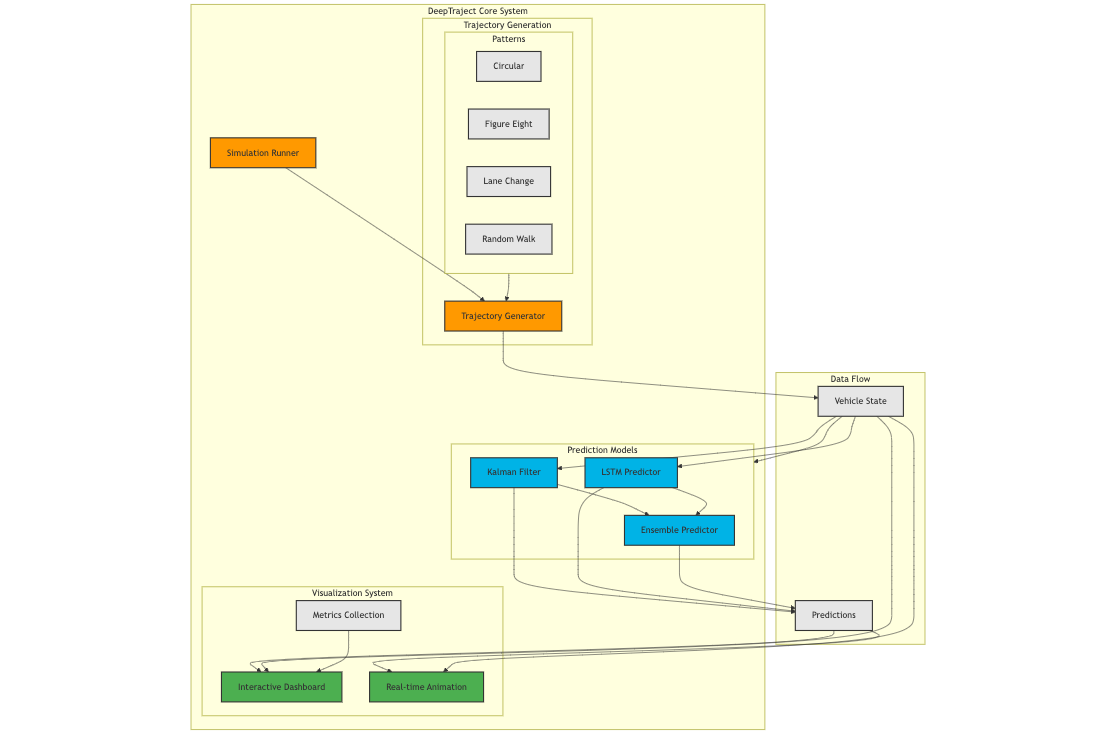 DeepTraject Core System
Trajectory Generation
Patterns
Circular
Figure Eight
Lane Change
Random Walk
Simulation Runner
Trajectory Generator
Data Flow
Vehicle State
Prediction Models
Kalman Filter
LSTM Predictor
Ensemble Predictor
Visualization System
Metrics Collection
Predictions
Interactive Dashboard
Real-time Animation